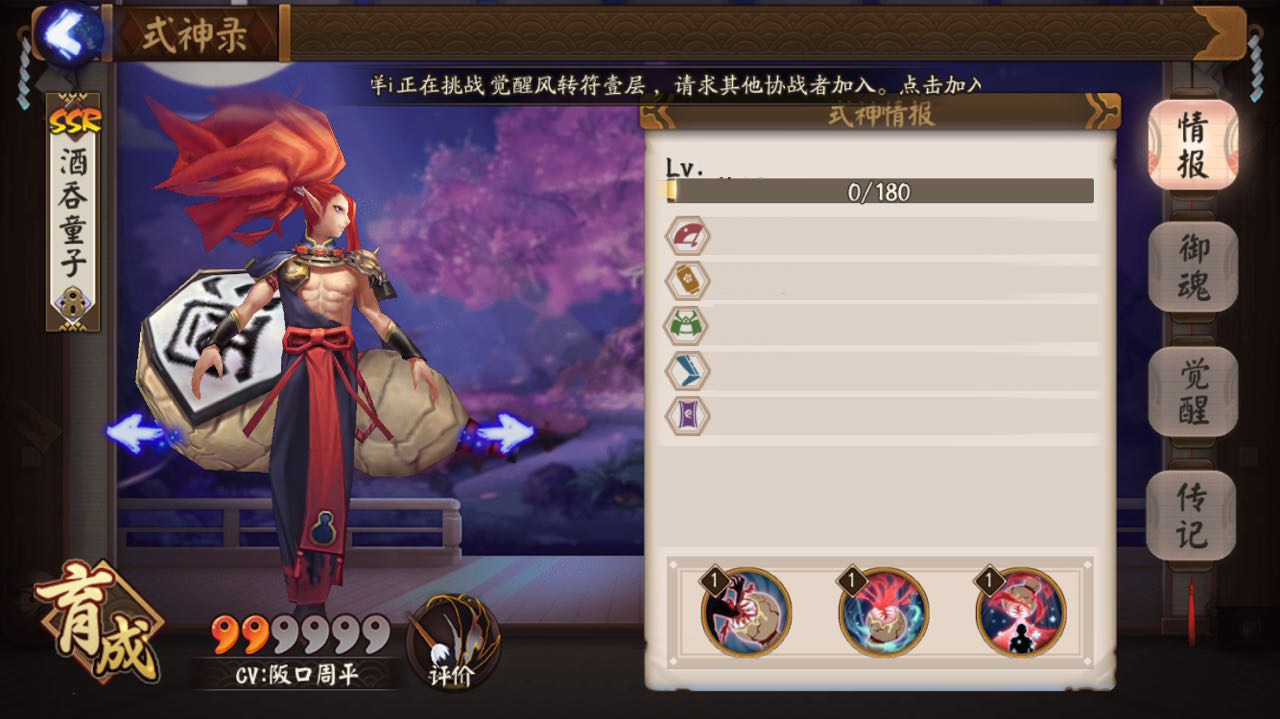 式神录
羊i正在挑战觉醒风转符壹层，请求其他协战者加入。点击加入
SSR
酒吞童子
式神情报
Lv.
0/180
情报
御魂
觉醒
传记
育成
CV:阪口周平
评价
1
1
1